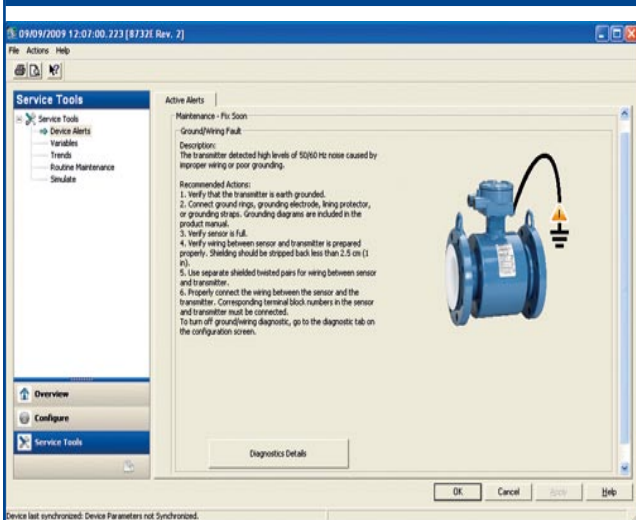 09/09/2009 12:07:00.223 [8732E Rev. 2]
File Actions Help
Service Tools
Service Tools
Device Alerts
Variables
Trends
Routine Maintenance
Simulate
Overview
Configure
Service Tools
Active Alerts
Maintenance - Fix Soon
Ground/Wiring Fault
Description:
The transmitter detected high levels of 50/60 Hz noise caused by
improper wiring or poor grounding.
Recommended Actions:
1. Verify that the transmitter is earth grounded.
2. Connect ground rings, grounding electrode, lining protector,
or grounding straps. Grounding diagrams are included in the
product manual.
3. Verify sensor is full.
4. Verify wiring between sensor and transmitter is prepared
properly. Shielding should be stripped back less than 2.5 cm (1
in).
5. Use separate shielded twisted pairs for wiring between sensor
and transmitter.
6. Properly connect the wiring between the sensor and the
transmitter. Corresponding terminal block numbers in the sensor
and transmitter must be connected.
To turn off ground/wiring diagnostic, go to the diagnostic tab on
the configuration screen.
Diagnostics Details
OK Cancel Apply Help
Device last synchronized: Device Parameters not Synchronized.